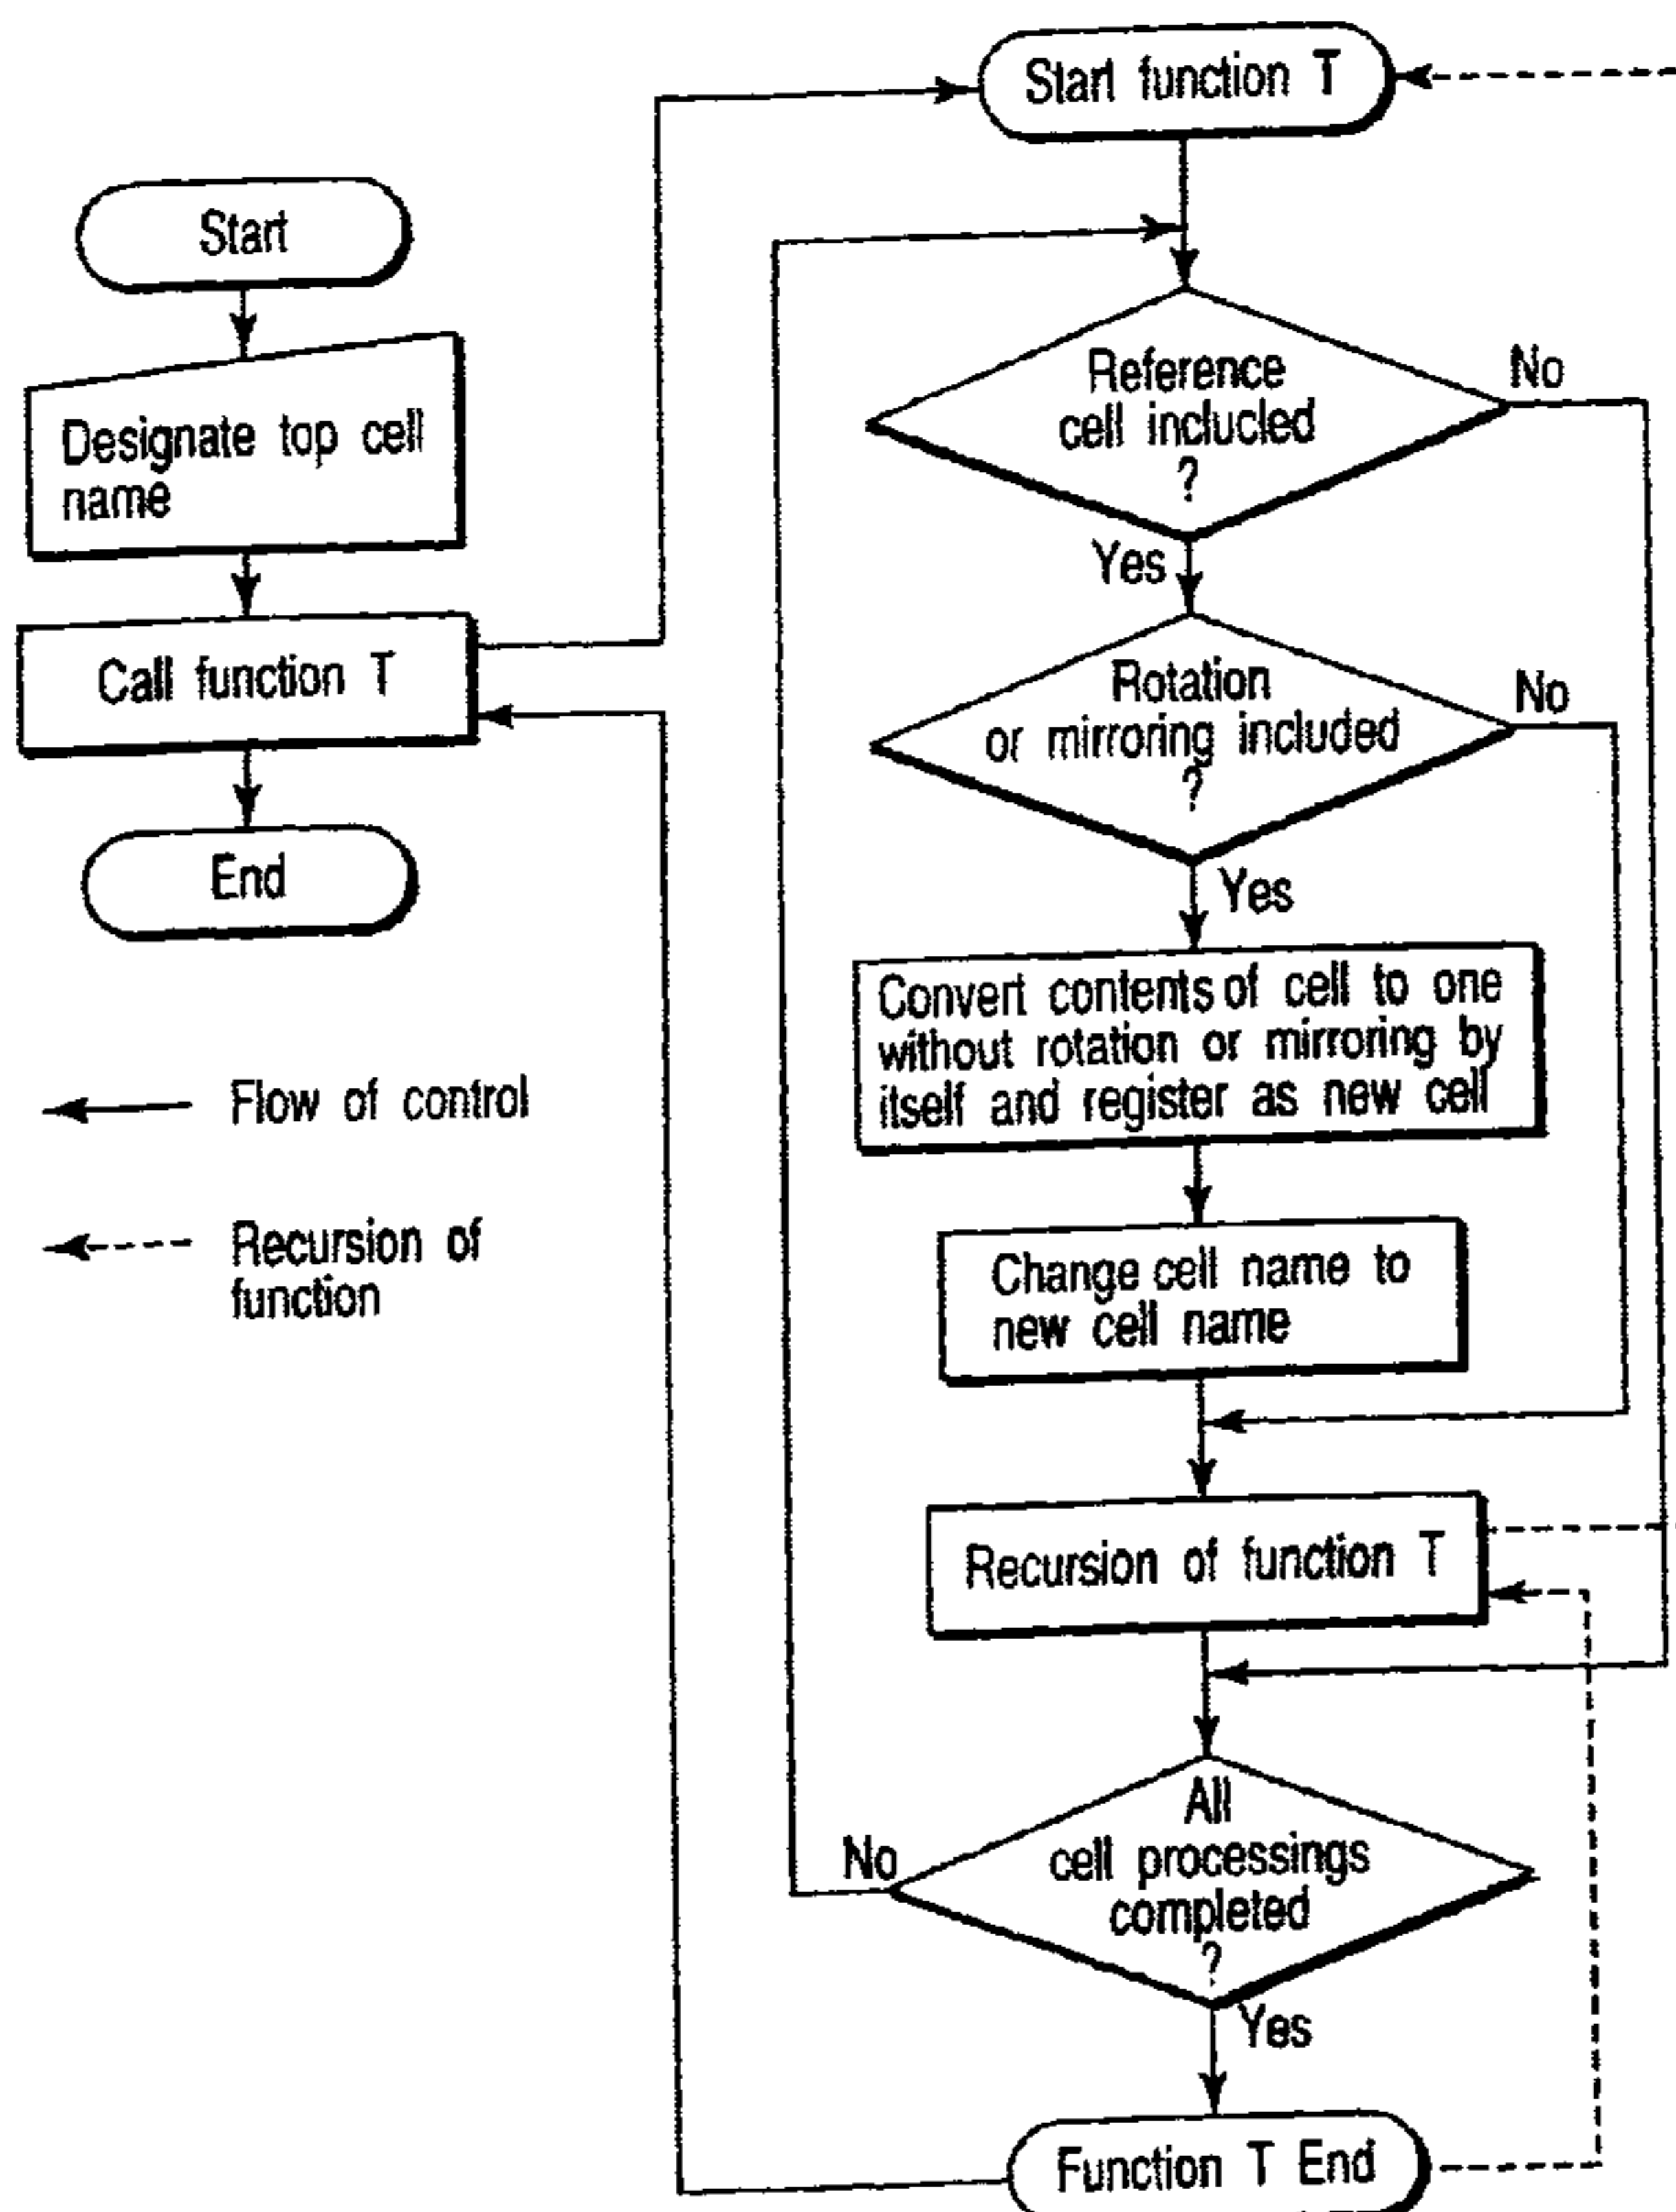 Start
Designate top cell
name
Call function T
End
Flow of control
Recursion of
function
Start function T
Reference
cell inclucled
?
No
Yes
Rotation
or mirroring included
?
No
Yes
Convert contents of cell to one
without rotation or mirroring by
itself and register as new cell
Change cell name to
new cell name
Recursion of function T
All
cell processings
completed
?
No
Yes
Function T End